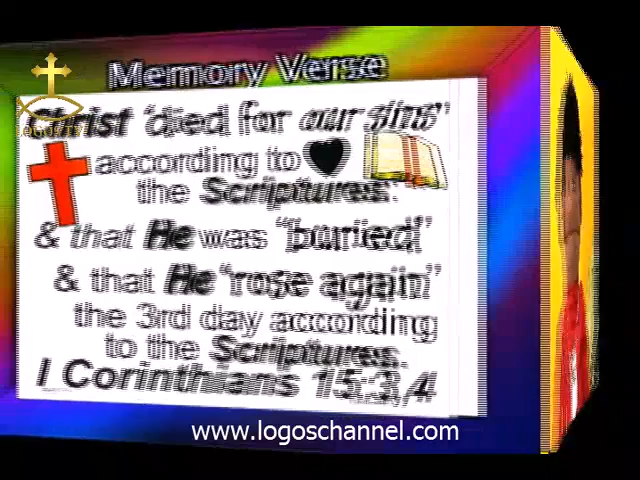 Memory Verse
Christ "died for our sins"
according to
the Scriptures.
& that He was "buried"
& that He "rose again"
the 3rd day according
to the Scriptures.
I Corinthians 15:3,4
www.logoschannel.com